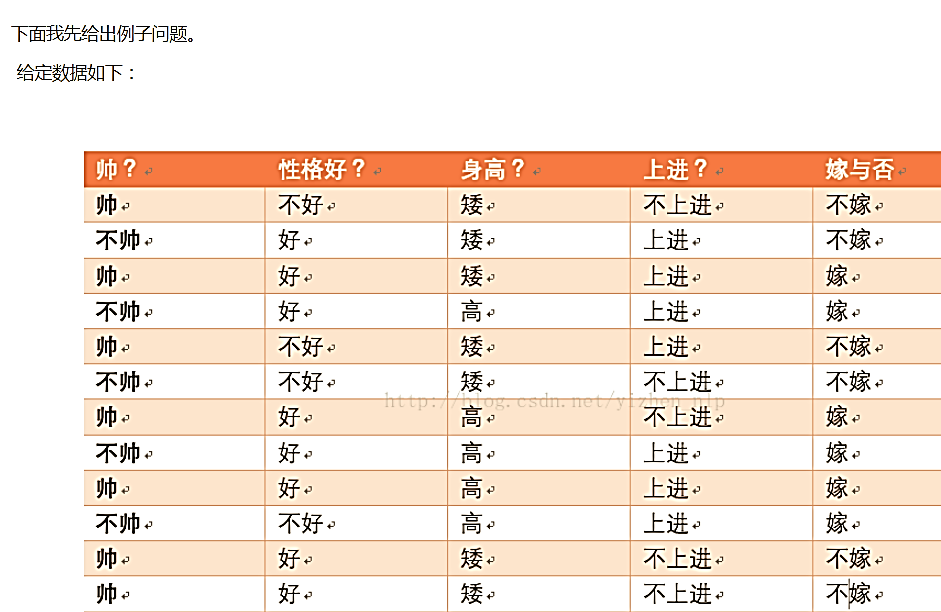 下面我先给出例子问题。
给定数据如下：
帅？ 性格好？ 身高？ 上进？ 嫁与否
帅 不好 矮 不上进 不嫁
不帅 好 矮 上进 不嫁
帅 好 矮 上进 嫁
不帅 好 高 上进 嫁
帅 不好 矮 上进 不嫁
不帅 不好 矮 不上进 不嫁
http://blog.csdn.net/yizhen_nlp
帅 好 高 不上进 嫁
不帅 好 高 上进 嫁
帅 好 高 上进 嫁
不帅 不好 高 上进 嫁
帅 好 矮 不上进 不嫁
帅 好 矮 不上进 不嫁